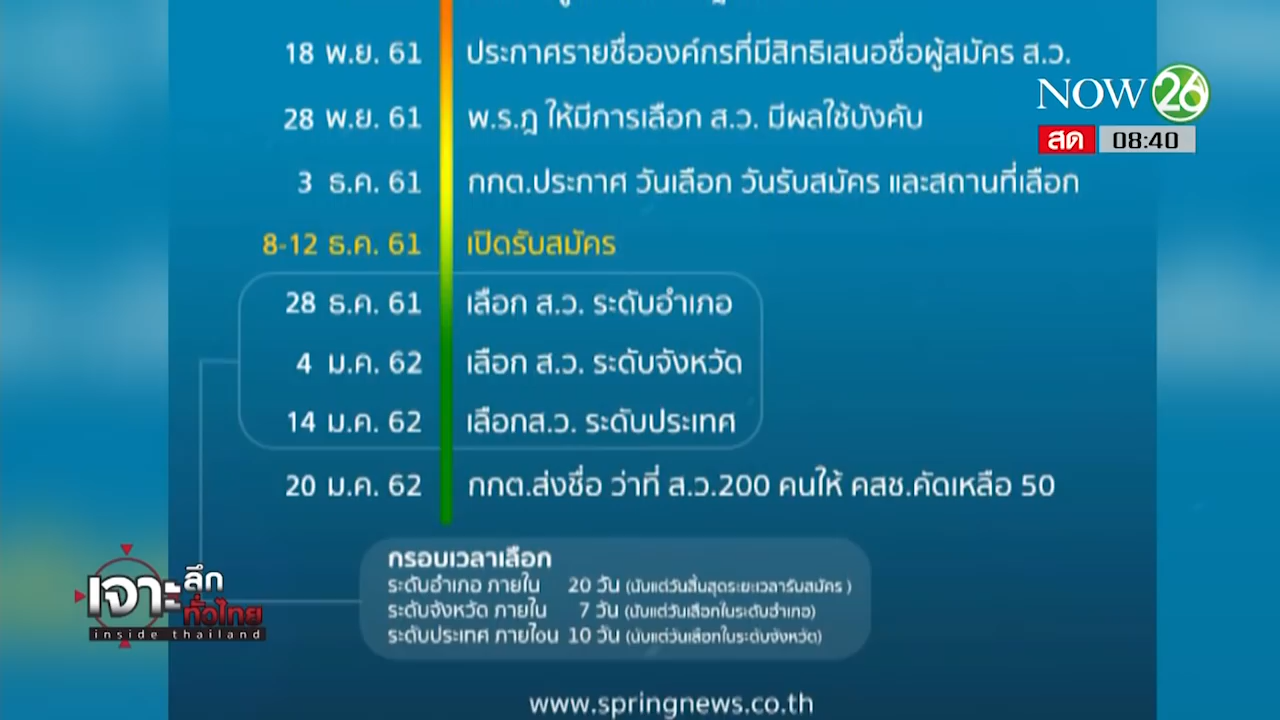 18 พ.ย. 61 ประกาศรายชื่อองค์กรที่มีสิทธิเสนอชื่อผู้สมัคร ส.ว.
NOW26
28 พ.ย. 61 พ.ร.ฎ ให้มีการเลือก ส.ว. มีผลใช้บังคับ
สด 08:40
3 ธ.ค. 61 กกต.ประกาศ วันเลือก วันรับสมัคร และสถานที่เลือก
8-12 ธ.ค. 61 เปิดรับสมัคร
28 ธ.ค. 61 เลือก ส.ว. ระดับอำเภอ
4 ม.ค. 62 เลือก ส.ว. ระดับจังหวัด
14 ม.ค. 62 เลือกส.ว. ระดับประเทศ
20 ม.ค. 62 กกต.ส่งชื่อ ว่าที่ ส.ว.200 คนให้ คสช.คัดเหลือ 50
กรอบเวลาเลือก
ระดับอำเภอ ภายใน 20 วัน (นับแต่วันสิ้นสุดระยะเวลารับสมัคร )
ระดับจังหวัด ภายใน 7 วัน (นับแต่วันเลือกในระดับอำเภอ)
ระดับประเทศ ภายใoน 10 วัน (นับแต่วันเลือกในระดับจังหวัด)
เจาะลึก
ทั่วไทย
inside thailand
www.springnews.co.th